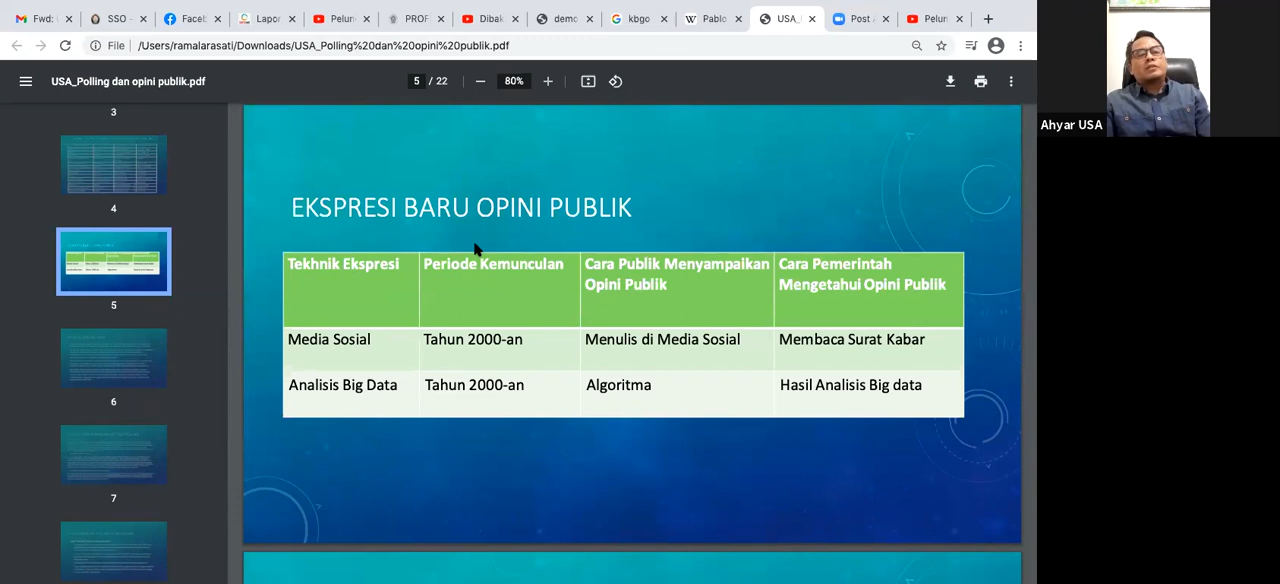 Fwd:
SSO -
Faceb
Lapor
Pelun
PROF
Dibak
demo
kbgo
Pablo
USA_
Post
Pelun
File
/Users/ramalarasati/Downloads/USA_Polling%20dan%20opini%20publik.pdf
USA_Polling dan opini publik.pdf
5 / 22
80%
3
4
5
6
7
EKSPRESI BARU OPINI PUBLIK
Tekhnik Ekspresi
Periode Kemunculan
Cara Publik Menyampaikan
Opini Publik
Cara Pemerintah
Mengetahui Opini Publik
Media Sosial
Tahun 2000-an
Menulis di Media Sosial
Membaca Surat Kabar
Analisis Big Data
Tahun 2000-an
Algoritma
Hasil Analisis Big data
Ahyar USA